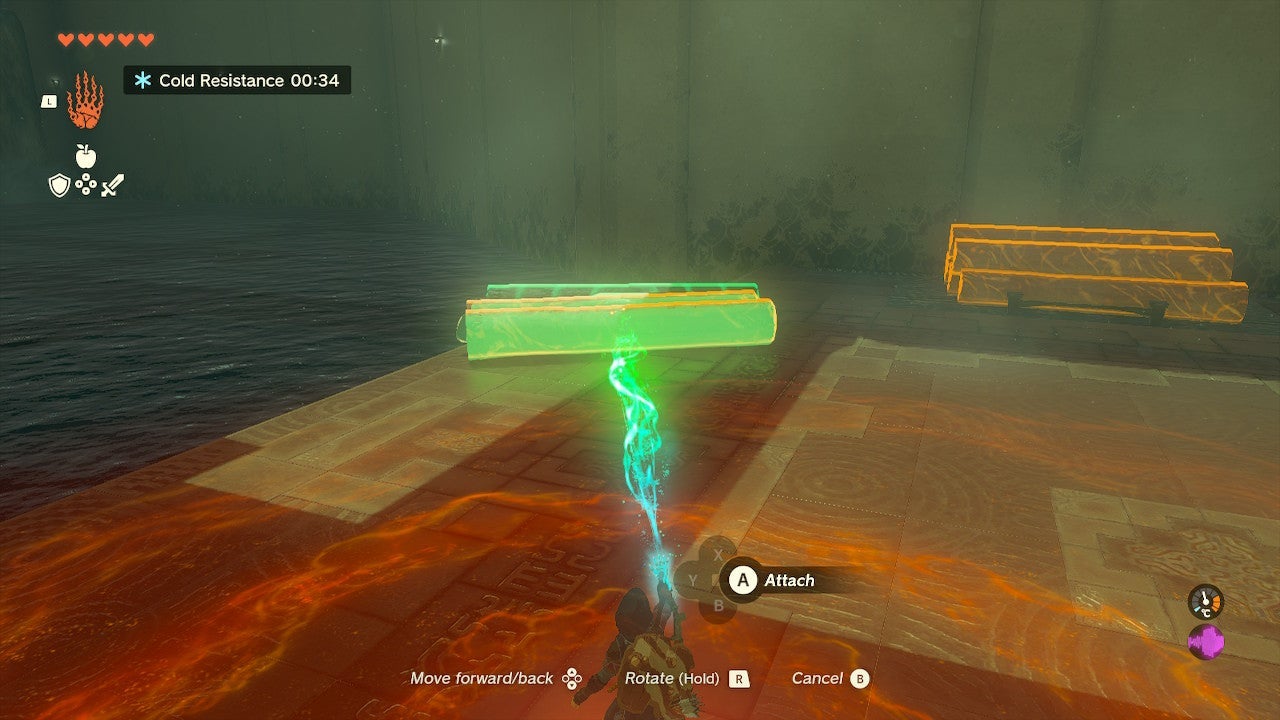 L
Cold Resistance 00:34
X
Y
A Attach
B
Move forward/back Rotate (Hold) R Cancel B
°C